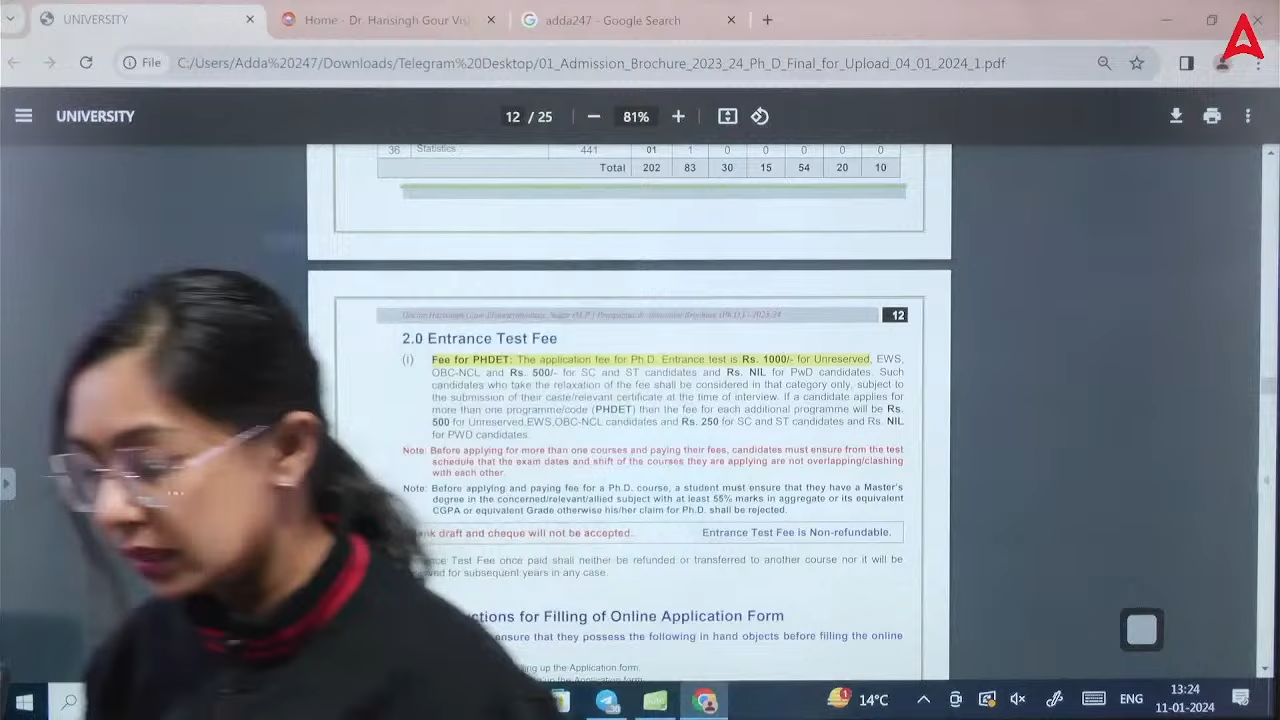 UNIVERSITY
Home - Dr. Harisingh Gour Vis
adda247 - Google Search
File
C:/Users/Adda%20247/Downloads/Telegram%20Desktop/01_Admission_Brochure_2023_24_Ph_D_Final_for_Upload_04_01_2024_1.pdf
UNIVERSITY
12 / 25
81%
36 Statistics 441 01 1 0 0 0 0 0
Total 202 83 30 15 54 20 10
12
2.0 Entrance Test Fee
(i) Fee for PHDET: The application fee for Ph.D. Entrance test is Rs. 1000/- for Unreserved, EWS,
OBC-NCL and Rs. 500/- for SC and ST candidates and Rs. NIL for PwD candidates. Such
candidates who take the relaxation of the fee shall be considered in that category only, subject to
the submission of their caste/relevant certificate at the time of interview. If a candidate applies for
more than one programme/code (PHDET) then the fee for each additional programme will be Rs.
500 for Unreserved,EWS,OBC-NCL candidates and Rs. 250 for SC and ST candidates and Rs. NIL
for PWD candidates.
Note: Before applying for more than one courses and paying their fees, candidates must ensure from the test
schedule that the exam dates and shift of the courses they are applying are not overlapping/clashing
with each other.
Note: Before applying and paying fee for a Ph.D. course, a student must ensure that they have a Master's
degree in the concerned/relevant/allied subject with at least 55% marks in aggregate or its equivalent
CGPA or equivalent Grade otherwise his/her claim for Ph.D. shall be rejected.
nk draft and cheque will not be accepted. Entrance Test Fee is Non-refundable.
nce Test Fee once paid shall neither be refunded or transferred to another course nor it will be
ved for subsequent years in any case.
ctions for Filling of Online Application Form
ensure that they possess the following in hand objects before filling the online
ing up the Application form.
up the Application form.
14°C
ENG
13:24
11-01-2024